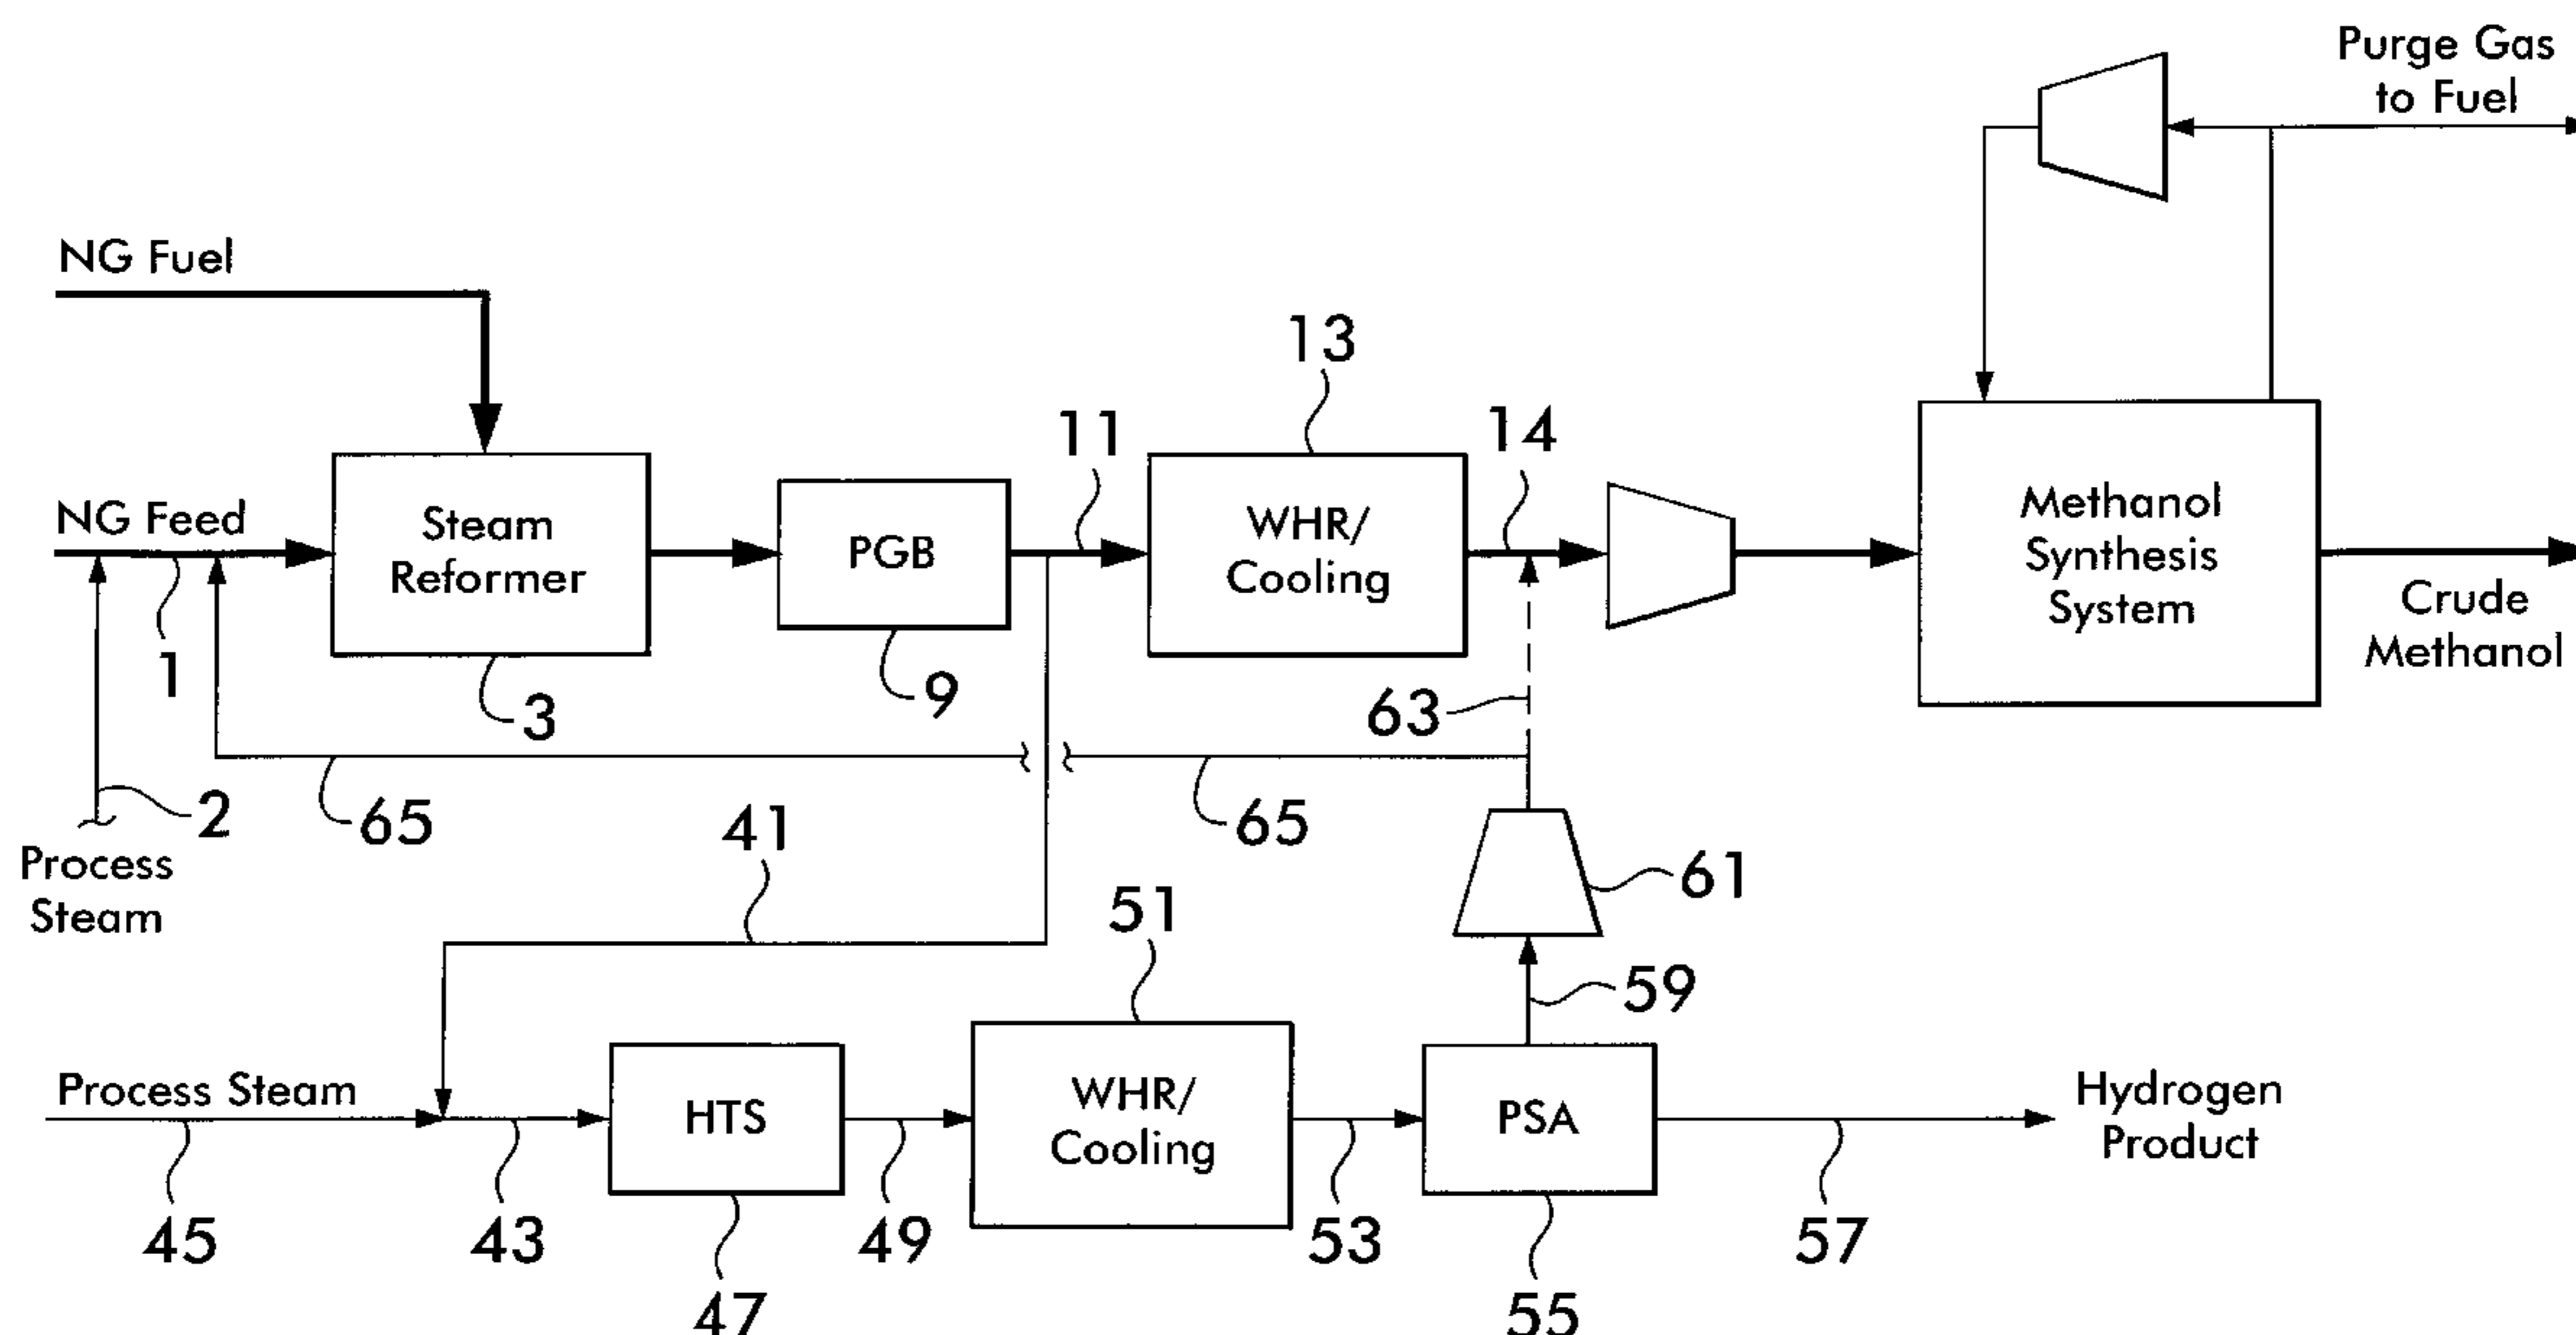 Purge Gas
to Fuel
NG Fuel
13
11
14
NG Feed
Steam
Reformer
PGB
WHR/
Cooling
Methanol
Synthesis
System
Crude
Methanol
1
3
9
63
2
65
41
65
61
Process
Steam
51
59
Process Steam
HTS
WHR/
Cooling
PSA
Hydrogen
Product
45
43
49
53
57
47
55